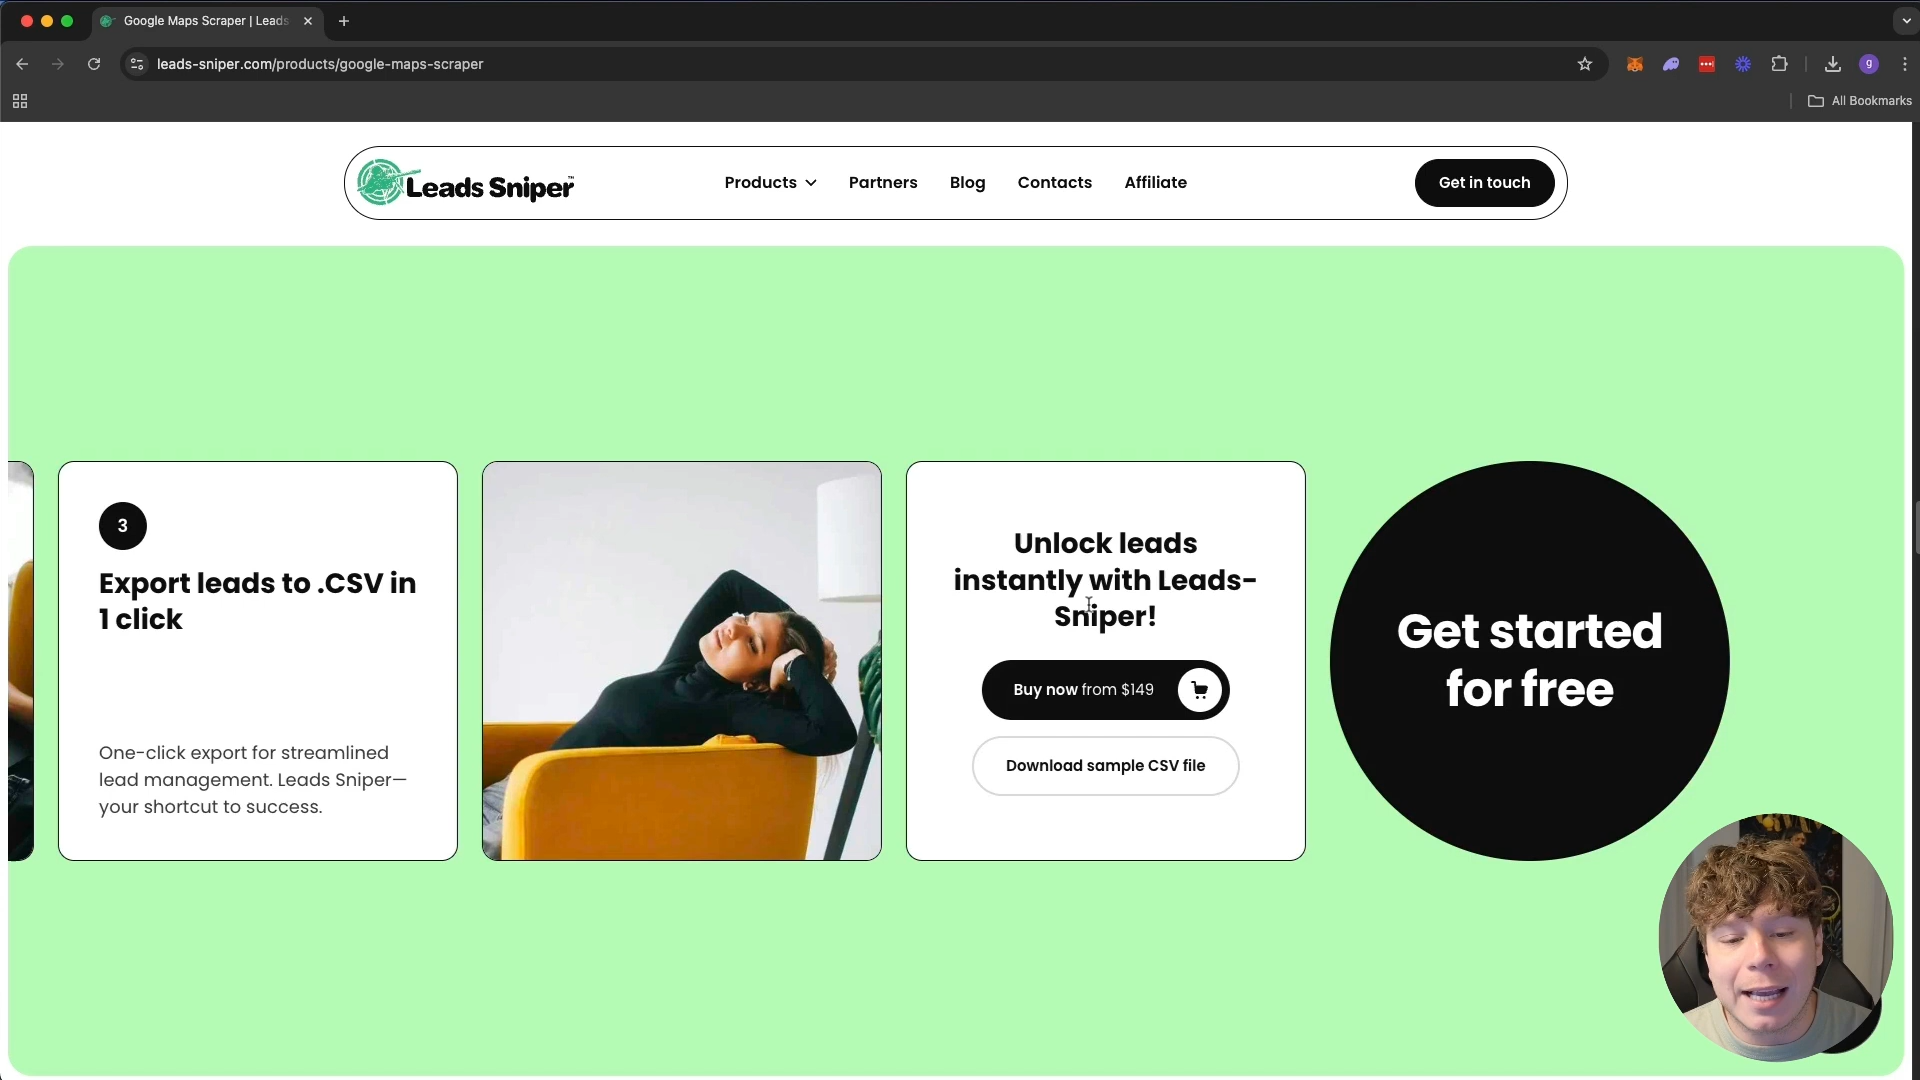 Google Maps Scraper | Leads
leads-sniper.com/products/google-maps-scraper
g
All Bookmarks
Leads Sniper™
Products
Partners
Blog
Contacts
Affiliate
Get in touch
3
Export leads to .CSV in
1 click
One-click export for streamlined
lead management. Leads Sniper—
your shortcut to success.
Unlock leads
instantly with Leads-
Sniper!
Buy now from $149
Download sample CSV file
Get started
for free